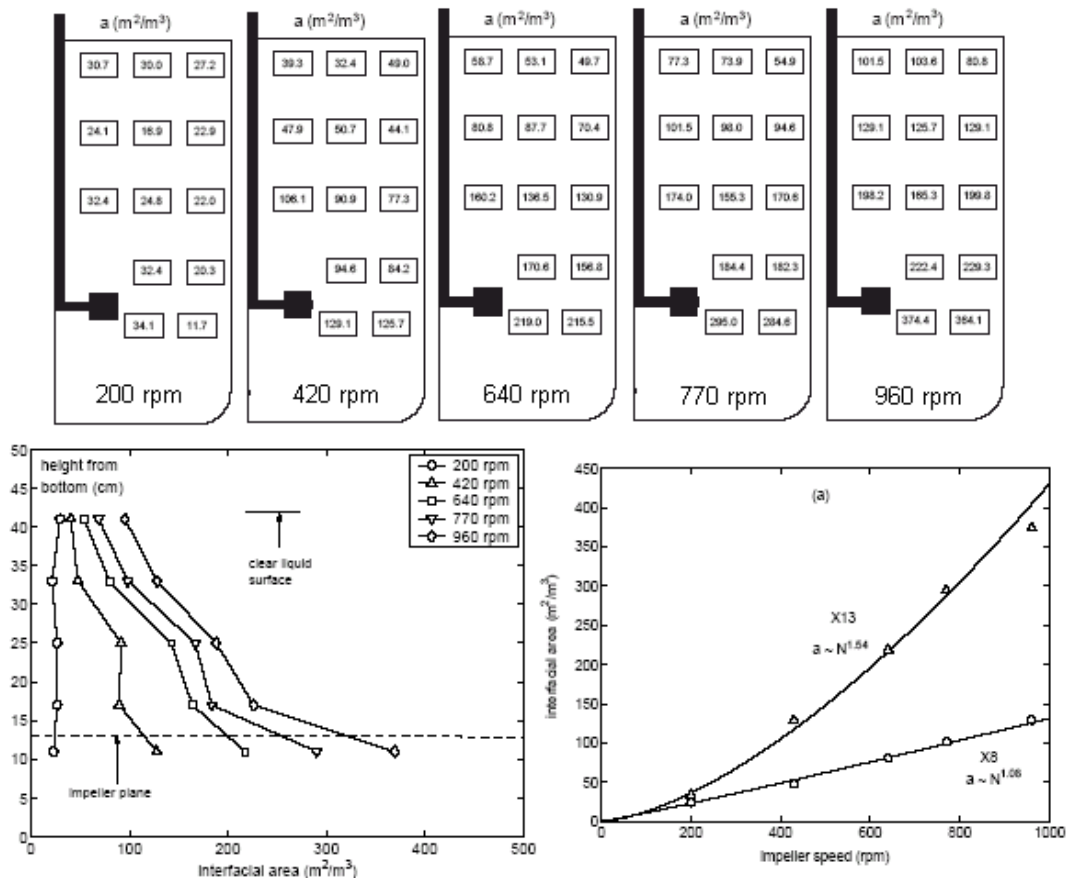 a (m²/m³) a (m²/m³) a (m²/m³) a (m²/m³) a (m²/m³)
30.7 30.0 27.2 39.3 32.4 49.0 58.7 53.1 49.7 77.3 73.9 54.9 101.5 103.6 80.8
24.1 16.9 22.9 47.9 50.7 44.1 80.8 87.7 70.4 101.5 98.0 94.6 129.1 125.7 129.1
32.4 24.8 22.0 106.1 90.9 77.3 160.2 136.5 130.9 174.0 155.3 170.6 198.2 165.3 199.8
32.4 20.3 94.6 84.2 170.6 156.8 184.4 182.3 222.4 229.3
34.1 11.7 129.1 125.7 219.0 215.5 295.0 284.6 374.4 364.1
200 rpm 420 rpm 640 rpm 770 rpm 960 rpm
50
45
40
35
30
25
20
15
10
5
0
height from
bottom (cm)
200 rpm
420 rpm
640 rpm
770 rpm
960 rpm
clear liquid
surface
impeller plane
0 100 200 300 400 500
Interfacial area (m²/m³)
450
400
350
300
250
200
150
100
50
0
interfacial area (m²/m³)
(a)
X13
a ~ N^1.54
X8
a ~ N^1.08
0 200 400 600 800 1000
Impeller speed (rpm)